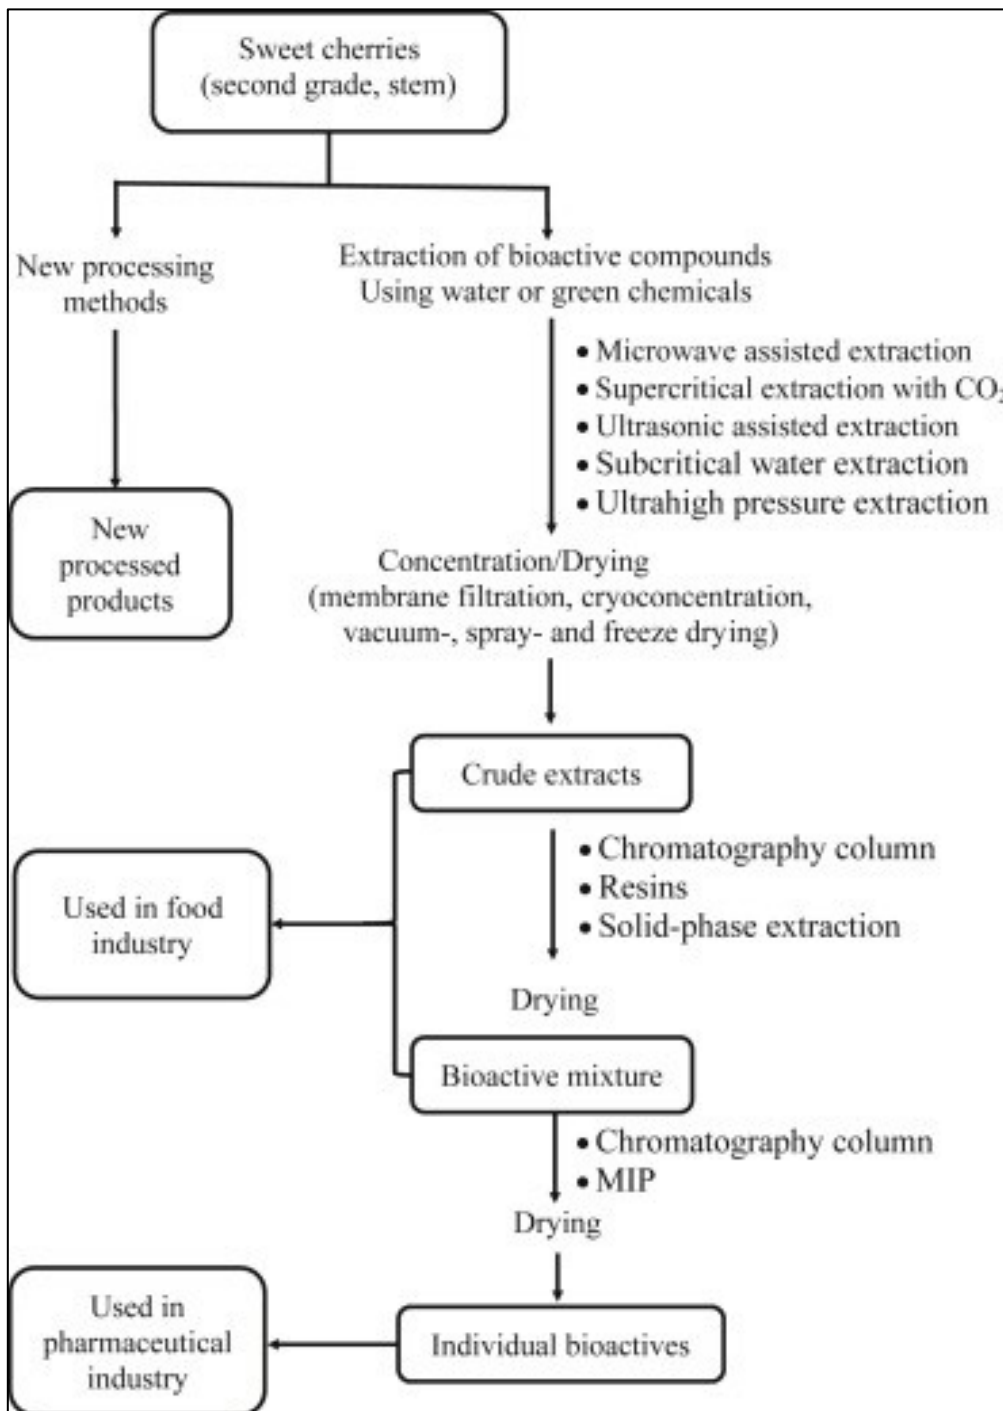 Sweet cherries
(second grade, stem)
New processing
methods
Extraction of bioactive compounds
Using water or green chemicals
• Microwave assisted extraction
• Supercritical extraction with CO₂
• Ultrasonic assisted extraction
• Subcritical water extraction
• Ultrahigh pressure extraction
New
processed
products
Concentration/Drying
(membrane filtration, cryoconcentration,
vacuum-, spray- and freeze drying)
Crude extracts
• Chromatography column
• Resins
• Solid-phase extraction
Used in food
industry
Drying
Bioactive mixture
• Chromatography column
• MIP
Drying
Used in
pharmaceutical
industry
Individual bioactives